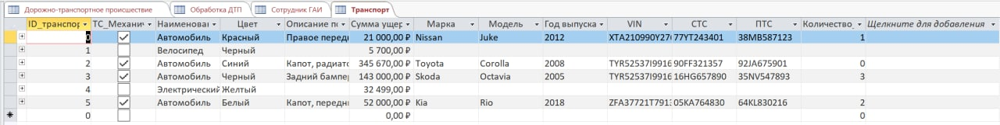 Дорожно-транспортное происшествие Обработка ДТП Сотрудник ГАИ Транспорт
ID_транспор ТС_Механич Наименован Цвет Описание по Сумма ущер Марка Модель Год выпуска VIN СТС ПТС Количество_ Щелкните для добавления
0 Автомобиль Красный Правое перед 21 000,00 ₽ Nissan Juke 2012 XTA210990Y27 77YT243401 38MB587123 1
1 Велосипед Черный 5 700,00 ₽
2 Автомобиль Синий Капот, радиато 345 670,00 ₽ Toyota Corolla 2008 TYR52537I9916 90FF321357 92JA675901 0
3 Автомобиль Черный Задний бампе 143 000,00 ₽ Skoda Octavia 2005 TYR52537I9916 16HG657890 35NV547893 3
4 Электрический Желтый 32 499,00 ₽
5 Автомобиль Белый Капот, передн 52 000,00 ₽ Kia Rio 2018 ZFA37721T791 05KA764830 64KL830216 2
0 0,00 ₽ 0